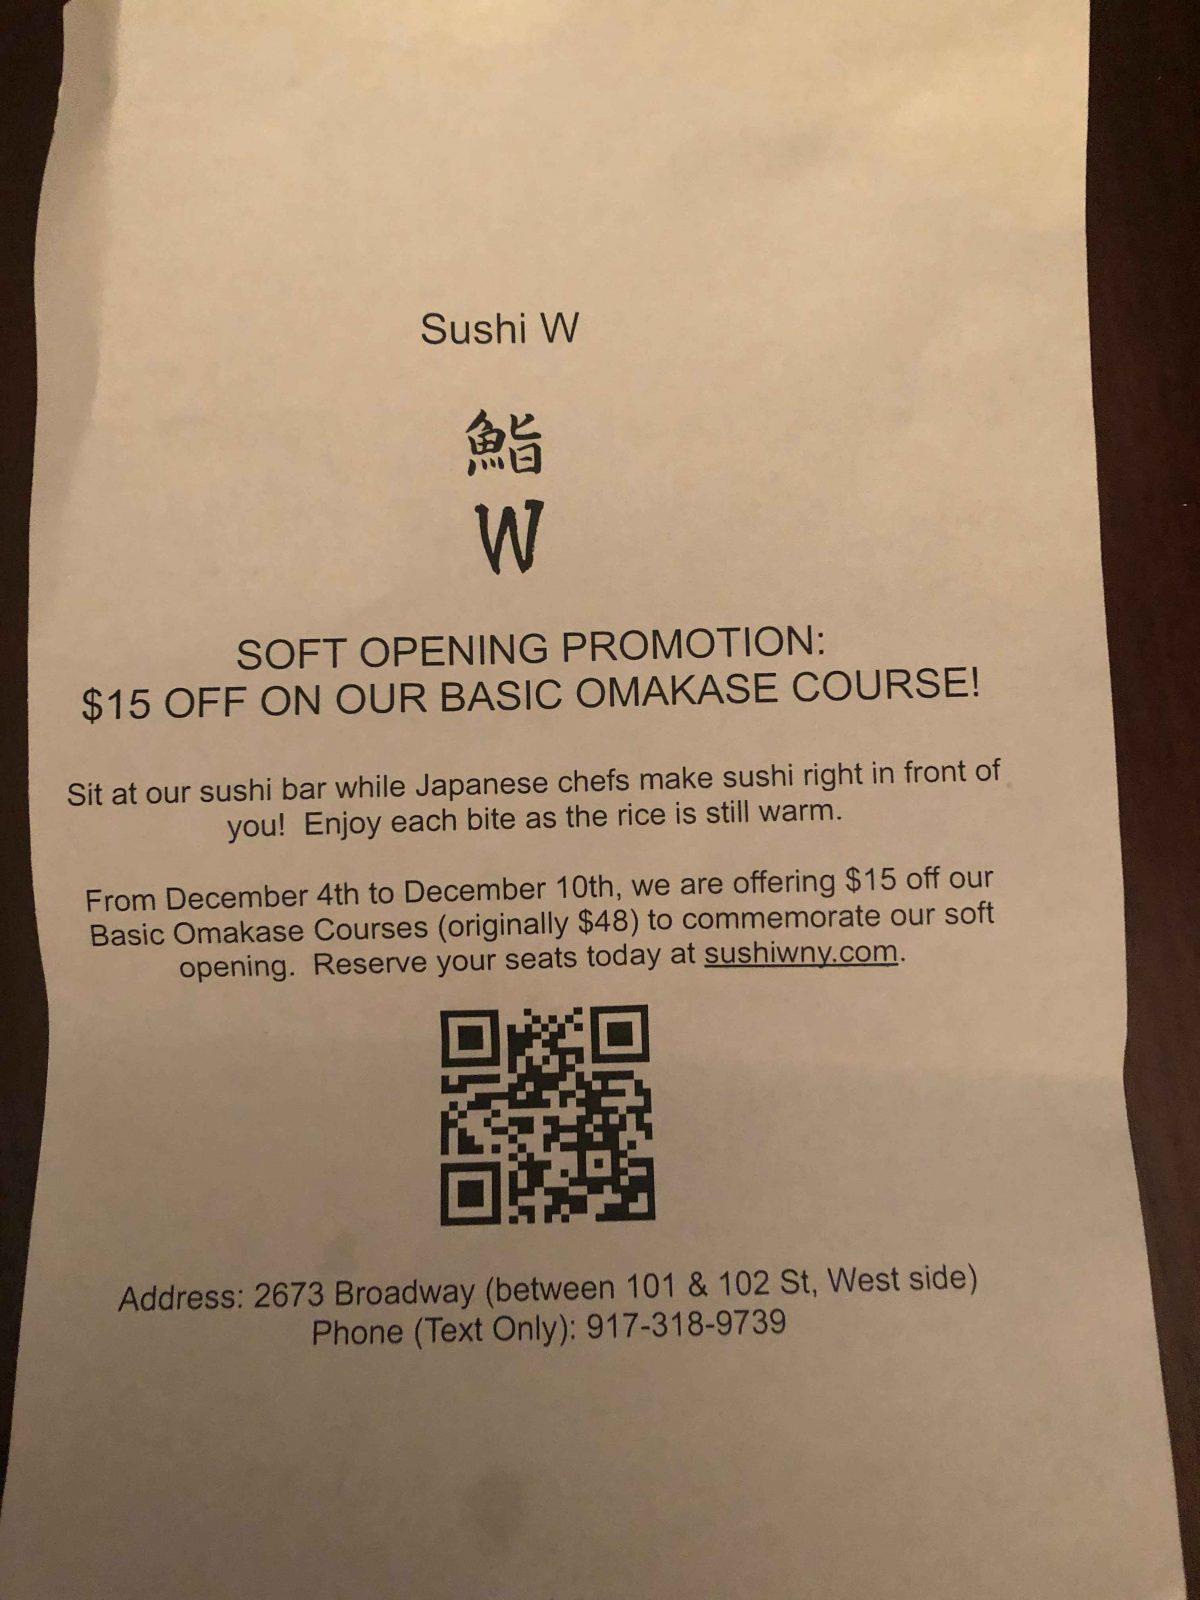 Sushi W
鮨
W
SOFT OPENING PROMOTION:
$15 OFF ON OUR BASIC OMAKASE COURSE!
Sit at our sushi bar while Japanese chefs make sushi right in front of
you!  Enjoy each bite as the rice is still warm.
From December 4th to December 10th, we are offering $15 off our
Basic Omakase Courses (originally $48) to commemorate our soft
opening.  Reserve your seats today at sushiwny.com.
Address: 2673 Broadway (between 101 & 102 St, West side)
Phone (Text Only): 917-318-9739